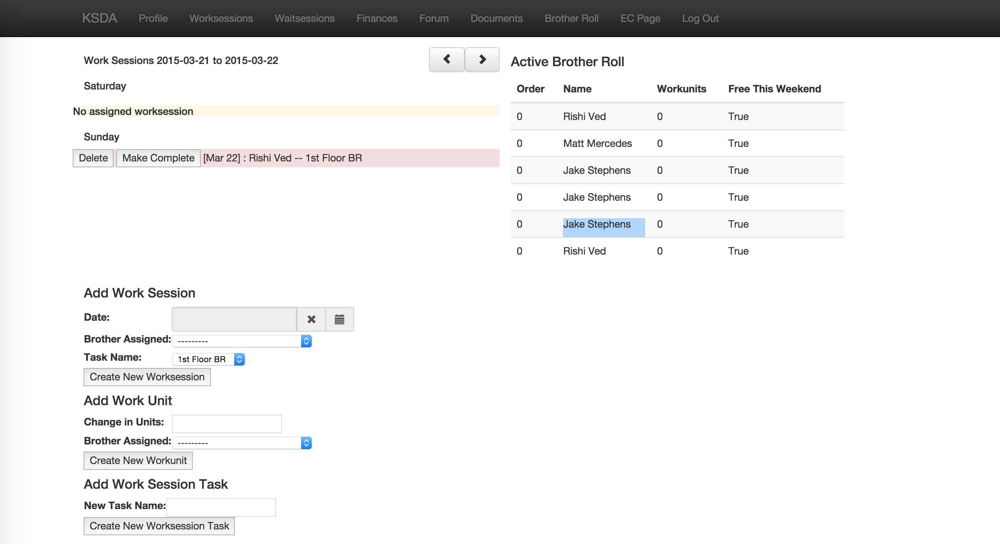 KSDA Profile Worksessions Waitsessions Finances Forum Documents Brother Roll EC Page Log Out
Work Sessions 2015-03-21 to 2015-03-22
Saturday
No assigned worksession
Sunday
Delete Make Complete [Mar 22] : Rishi Ved -- 1st Floor BR
Active Brother Roll
Order Name Workunits Free This Weekend
0 Rishi Ved 0 True
0 Matt Mercedes 0 True
0 Jake Stephens 0 True
0 Jake Stephens 0 True
0 Jake Stephens 0 True
0 Rishi Ved 0 True
Add Work Session
Date:
Brother Assigned: ---------
Task Name: 1st Floor BR
Create New Worksession
Add Work Unit
Change in Units:
Brother Assigned: ---------
Create New Workunit
Add Work Session Task
New Task Name:
Create New Worksession Task